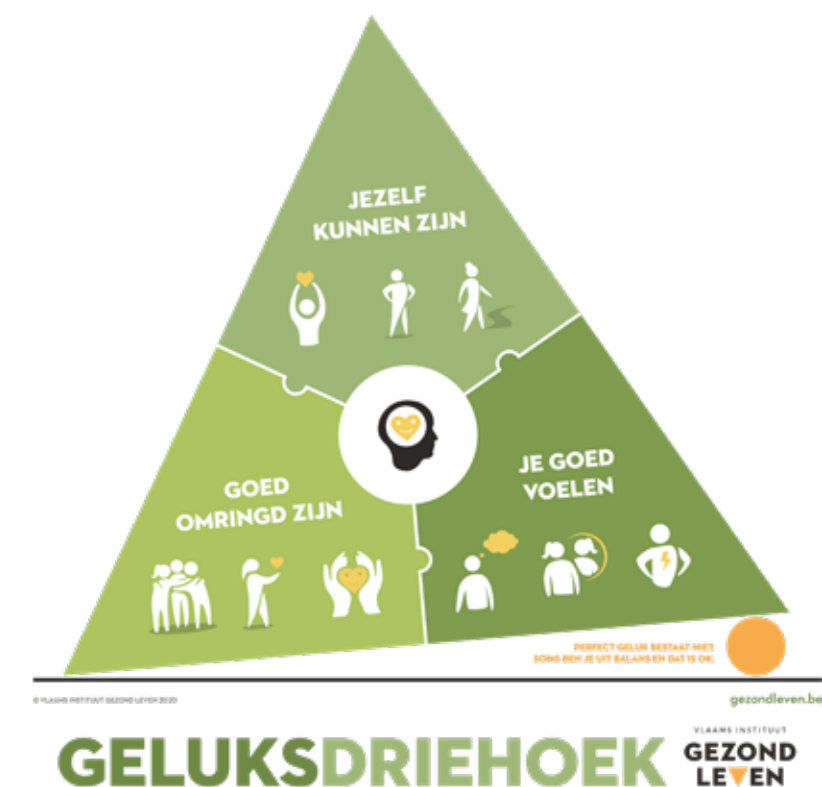 JEZELF
KUNNEN ZIJN
GOED
OMRINGD ZIJN
JE GOED
VOELEN
PERFECT GELUK BESTAAT NIET.
SOMS BEN JE UIT BALANS EN DAT IS OK.
© VLAAMS INSTITUUT GEZOND LEVEN 2020
gezondleven.be
GELUKSDRIEHOEK
VLAAMS INSTITUUT
GEZOND
LEVEN